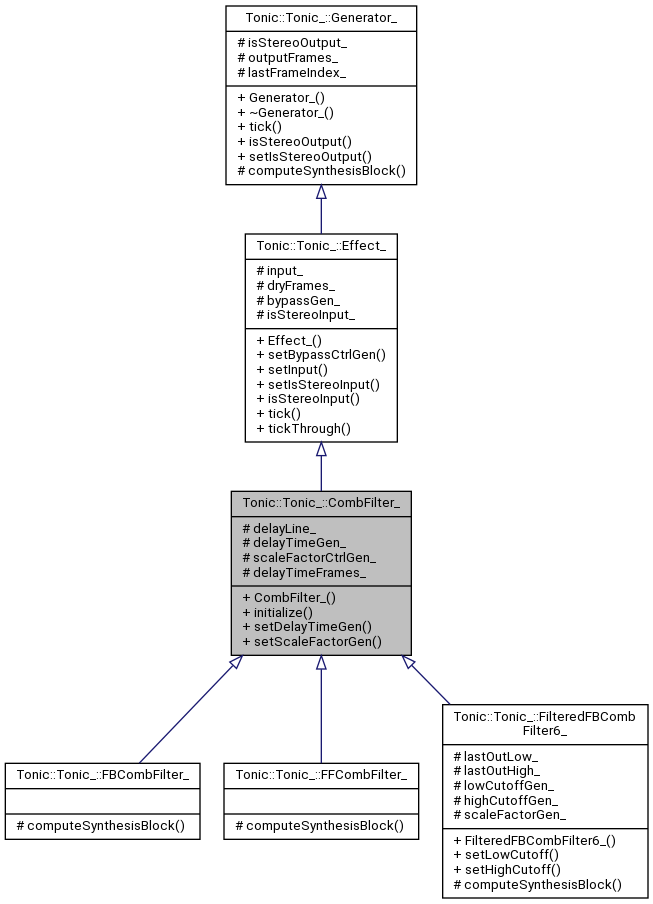 Tonic::Tonic_::Generator_
# isStereoOutput_
# outputFrames_
# lastFrameIndex_
+ Generator_()
+ ~Generator_()
+ tick()
+ isStereoOutput()
+ setIsStereoOutput()
# computeSynthesisBlock()
Tonic::Tonic_::Effect_
# input_
# dryFrames_
# bypassGen_
# isStereoInput_
+ Effect_()
+ setBypassCtrlGen()
+ setInput()
+ setIsStereoInput()
+ isStereoInput()
+ tick()
+ tickThrough()
Tonic::Tonic_::CombFilter_
# delayLine_
# delayTimeGen_
# scaleFactorCtrlGen_
# delayTimeFrames_
+ CombFilter_()
+ initialize()
+ setDelayTimeGen()
+ setScaleFactorGen()
Tonic::Tonic_::FBCombFilter_
# computeSynthesisBlock()
Tonic::Tonic_::FFCombFilter_
# computeSynthesisBlock()
Tonic::Tonic_::FilteredFBComb
Filter6_
# lastOutLow_
# lastOutHigh_
# lowCutoffGen_
# highCutoffGen_
# scaleFactorGen_
+ FilteredFBCombFilter6_()
+ setLowCutoff()
+ setHighCutoff()
# computeSynthesisBlock()